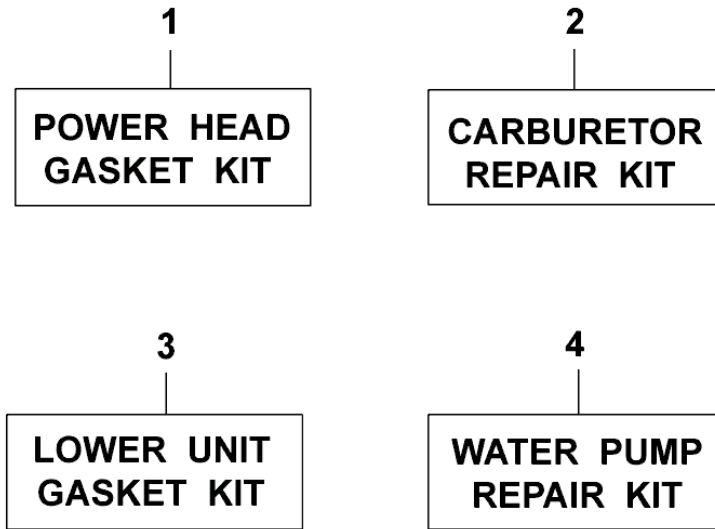 1
POWER HEAD
GASKET KIT
2
CARBURETOR
REPAIR KIT
3
LOWER UNIT
GASKET KIT
4
WATER PUMP
REPAIR KIT